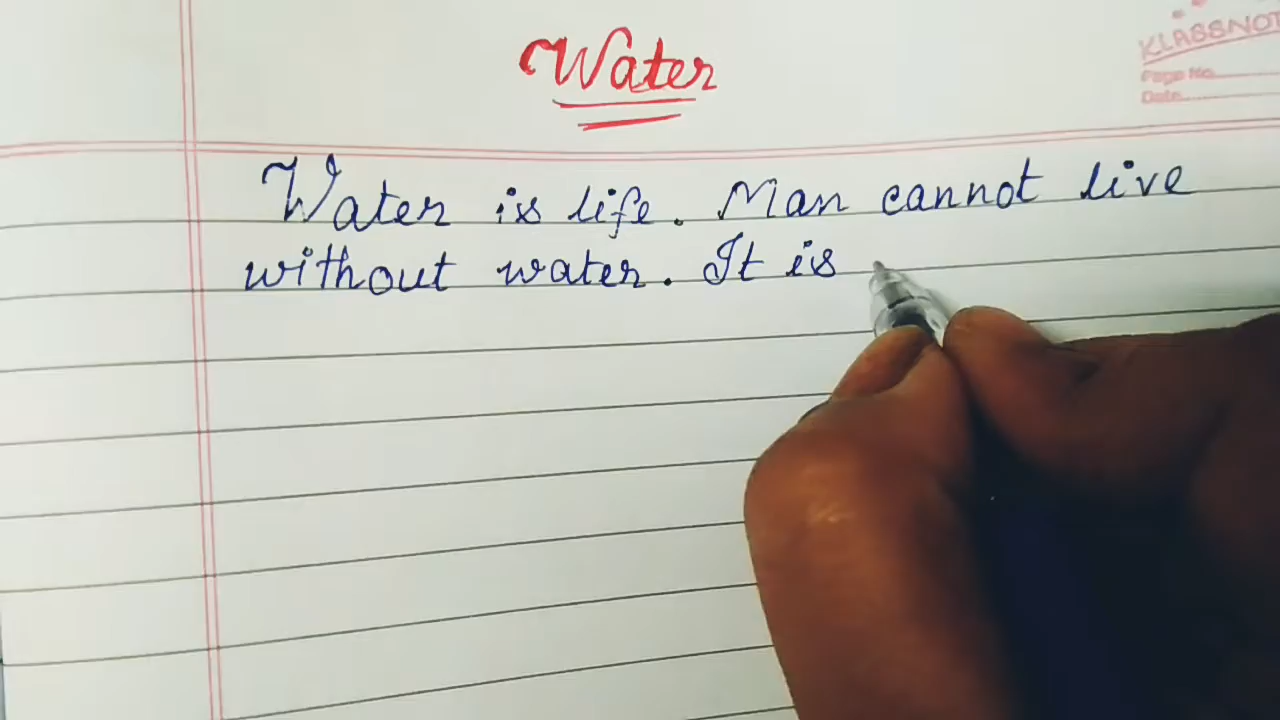 Water
KLASSNOT
Page No.
Date
Water is life. Man cannot live
without water. It is